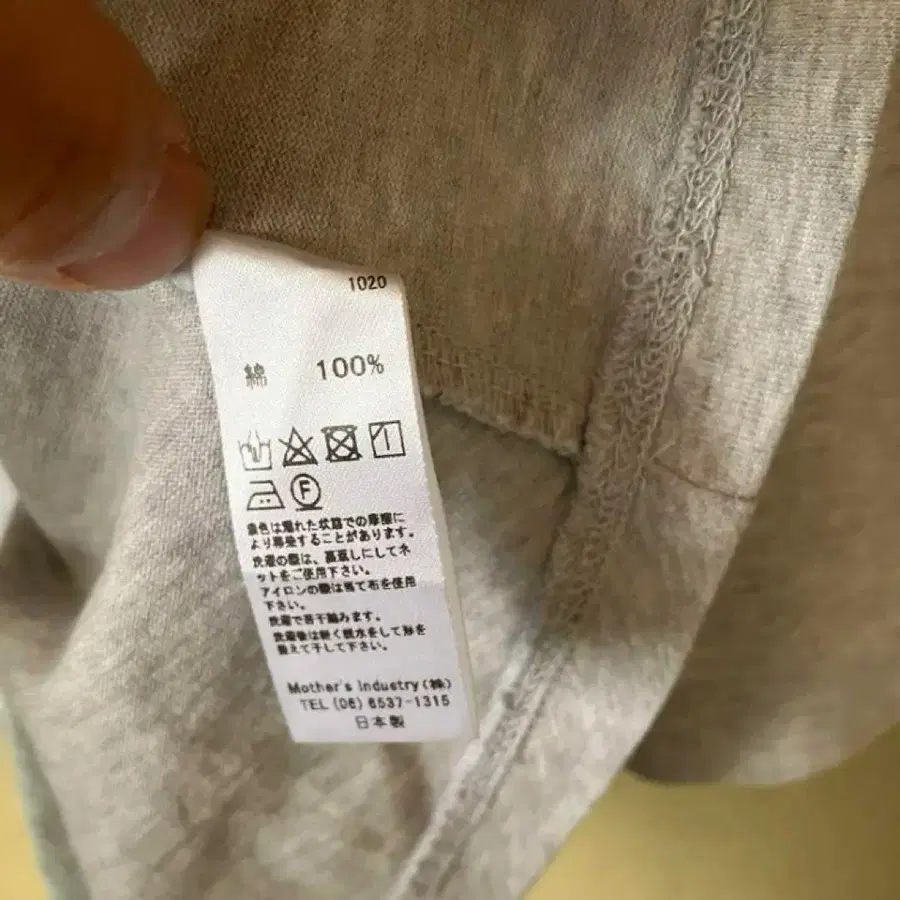 1020
綿 100%
F
濃色は濡れた状態での摩擦に
より移染することがあります。
洗濯の際は、裏返しにしてネ
ットをご使用下さい。
アイロンの際は当て布を使用
下さい。
洗濯で若干縮みます。
洗濯後は軽く脱水をして形を
整えて干して下さい。
Mother's Industry(株)
TEL (06) 6537-1315
日本製